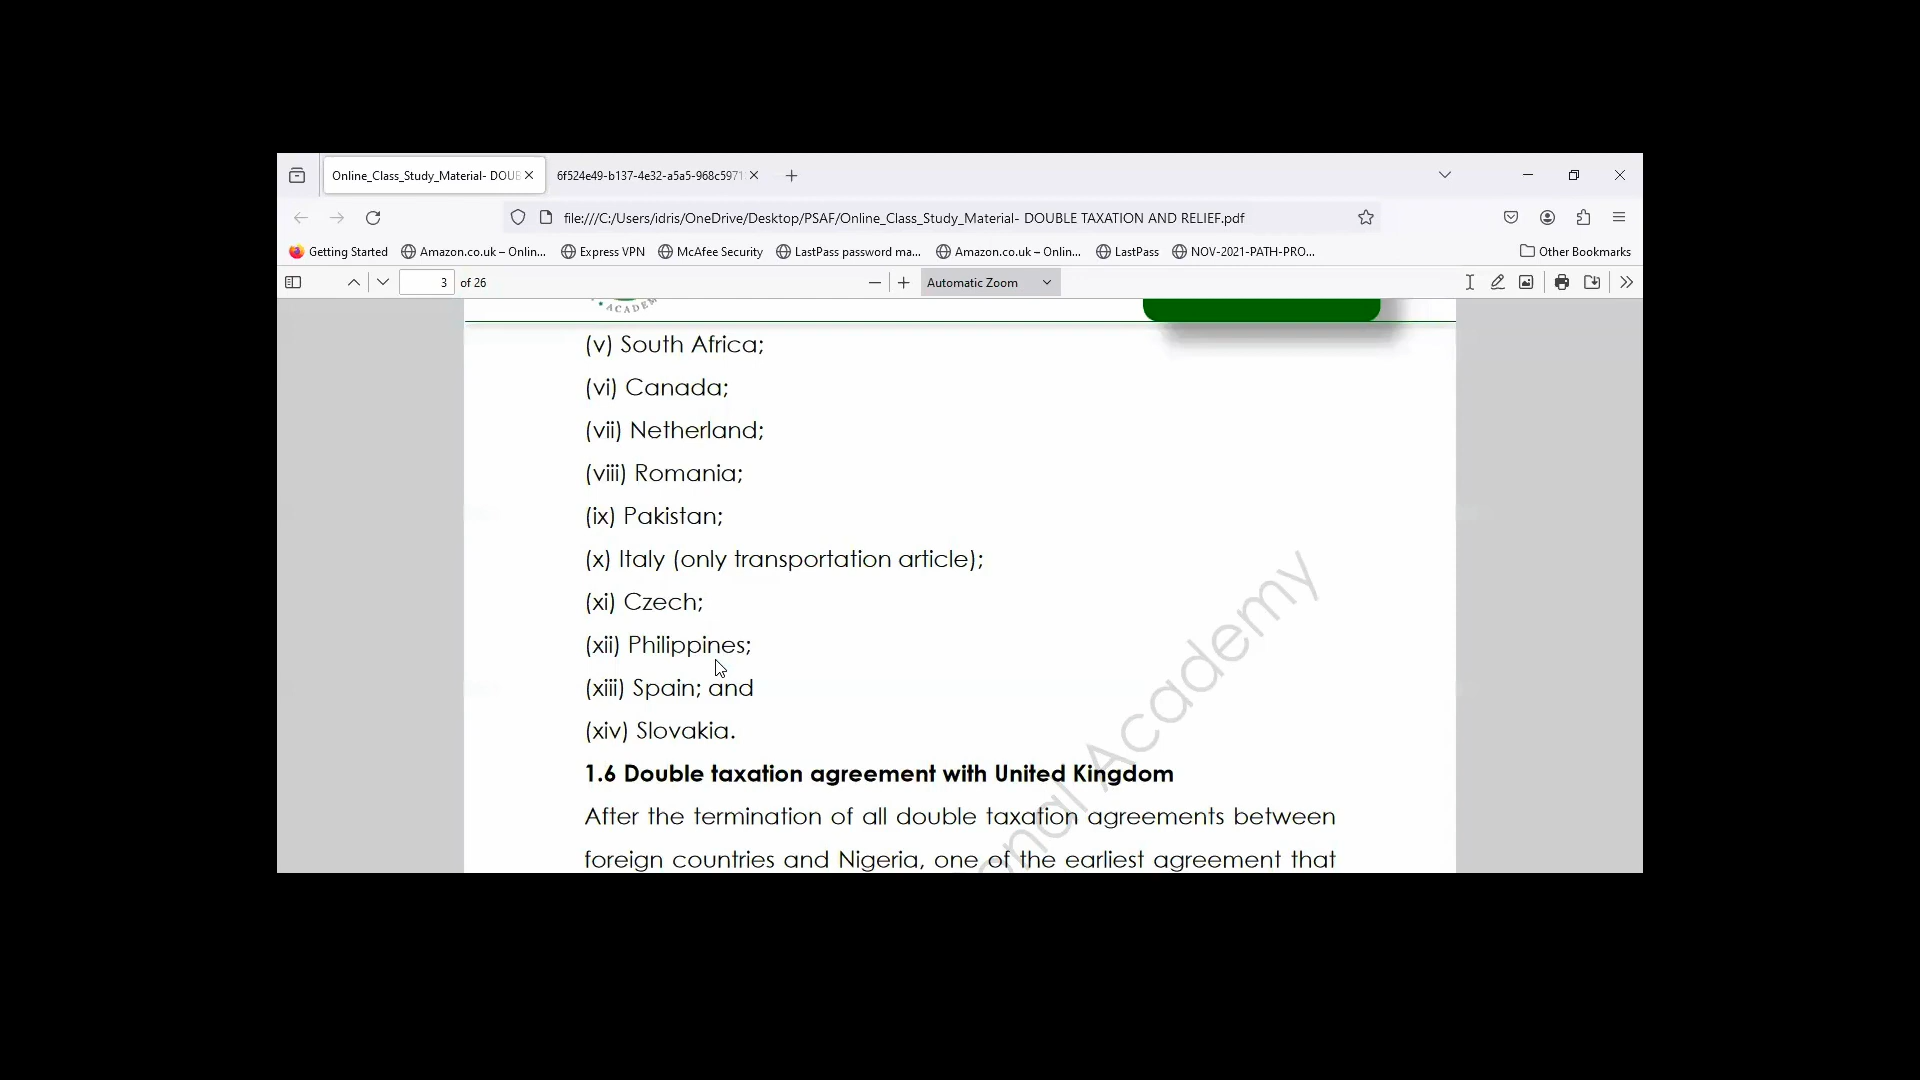 Online_Class_Study_Material- DOUB
6f524e49-b137-4e32-a5a5-968c5971
file:///C:/Users/idris/OneDrive/Desktop/PSAF/Online_Class_Study_Material- DOUBLE TAXATION AND RELIEF.pdf
Getting Started Amazon.co.uk – Onlin... Express VPN McAfee Security LastPass password ma... Amazon.co.uk – Onlin... LastPass NOV-2021-PATH-PRO... Other Bookmarks
3 of 26 Automatic Zoom
(v) South Africa;
(vi) Canada;
(vii) Netherland;
(viii) Romania;
(ix) Pakistan;
(x) Italy (only transportation article);
(xi) Czech;
(xii) Philippines;
(xiii) Spain; and
(xiv) Slovakia.
1.6 Double taxation agreement with United Kingdom
After the termination of all double taxation agreements between
foreign countries and Nigeria, one of the earliest agreement that
onal Academy